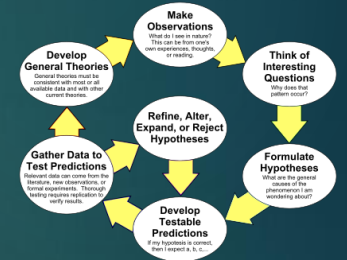 Make
Observations
What do I see in nature?
This can be from one's
own experiences, thoughts,
or reading.
Think of
Interesting
Questions
Why does that
pattern occur?
Formulate
Hypotheses
What are the general
causes of the
phenomenon I am
wondering about?
Develop
Testable
Predictions
If my hypotesis is correct,
then I expect a, b, c,...
Gather Data to
Test Predictions
Relevant data can come from the
literature, new observations, or
formal experiments. Thorough
testing requires replication to
verify results.
Refine, Alter,
Expand, or Reject
Hypotheses
Develop
General Theories
General theories must be
consistent with most or all
available data and with other
current theories.